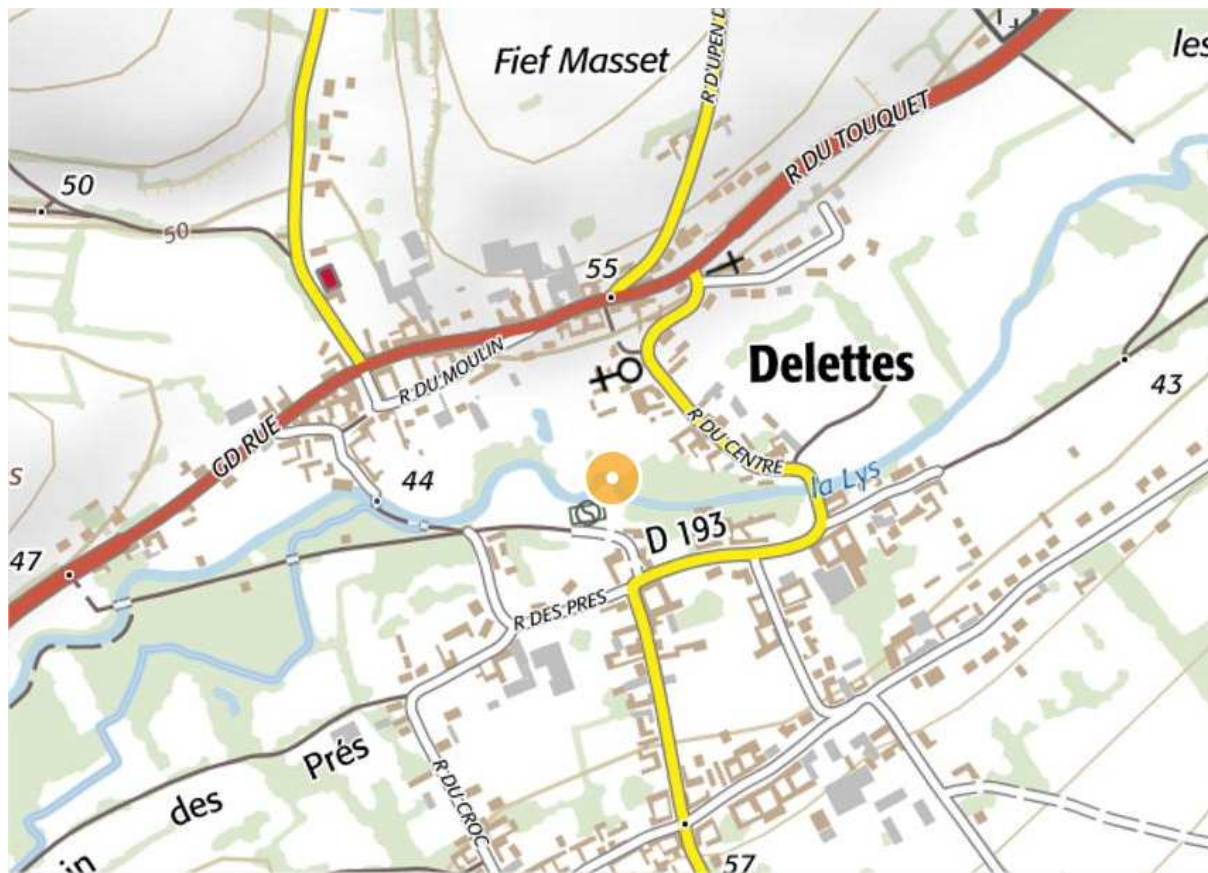 Fief Masset
R D'UPEN D
les
R DU TOUQUET
50
50
55
Delettes
43
R DU MOULIN
GD RUE
R DU CENTRE
S
44
la Lys
47
D 193
R DES PRES
Prés
des
in
R DU CROC
57